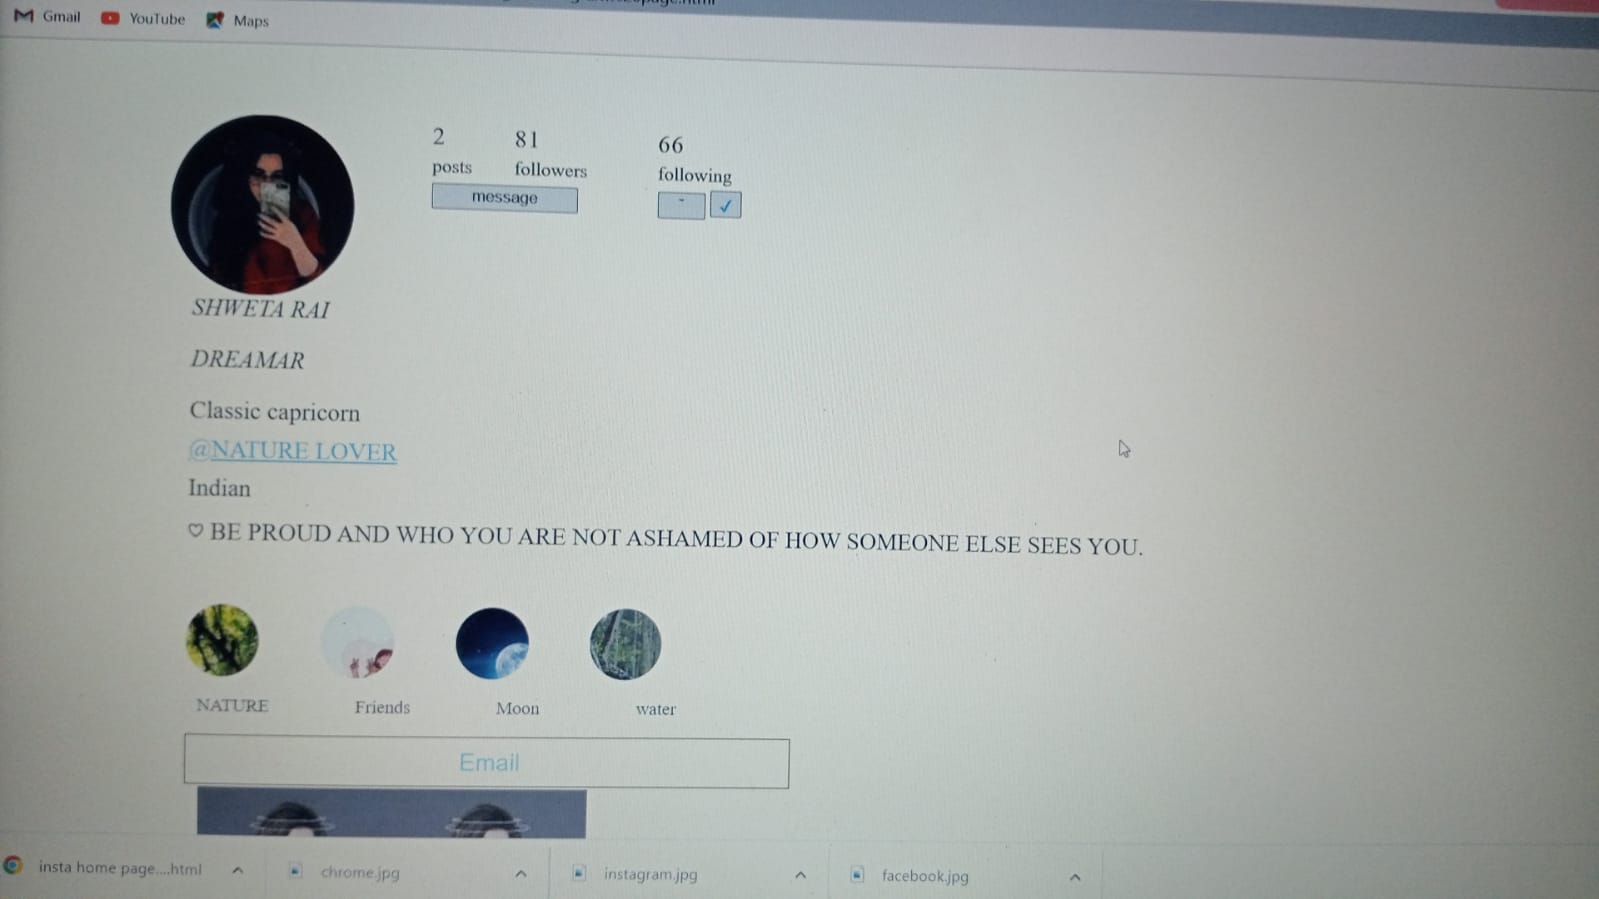 Gmail YouTube Maps
2 81 66
posts followers following
message ✓
SHWETA RAI
DREAMAR
Classic capricorn
@NATURE LOVER
Indian
♡ BE PROUD AND WHO YOU ARE NOT ASHAMED OF HOW SOMEONE ELSE SEES YOU.
NATURE Friends Moon water
Email
insta home page....html chrome.jpg instagram.jpg facebook.jpg